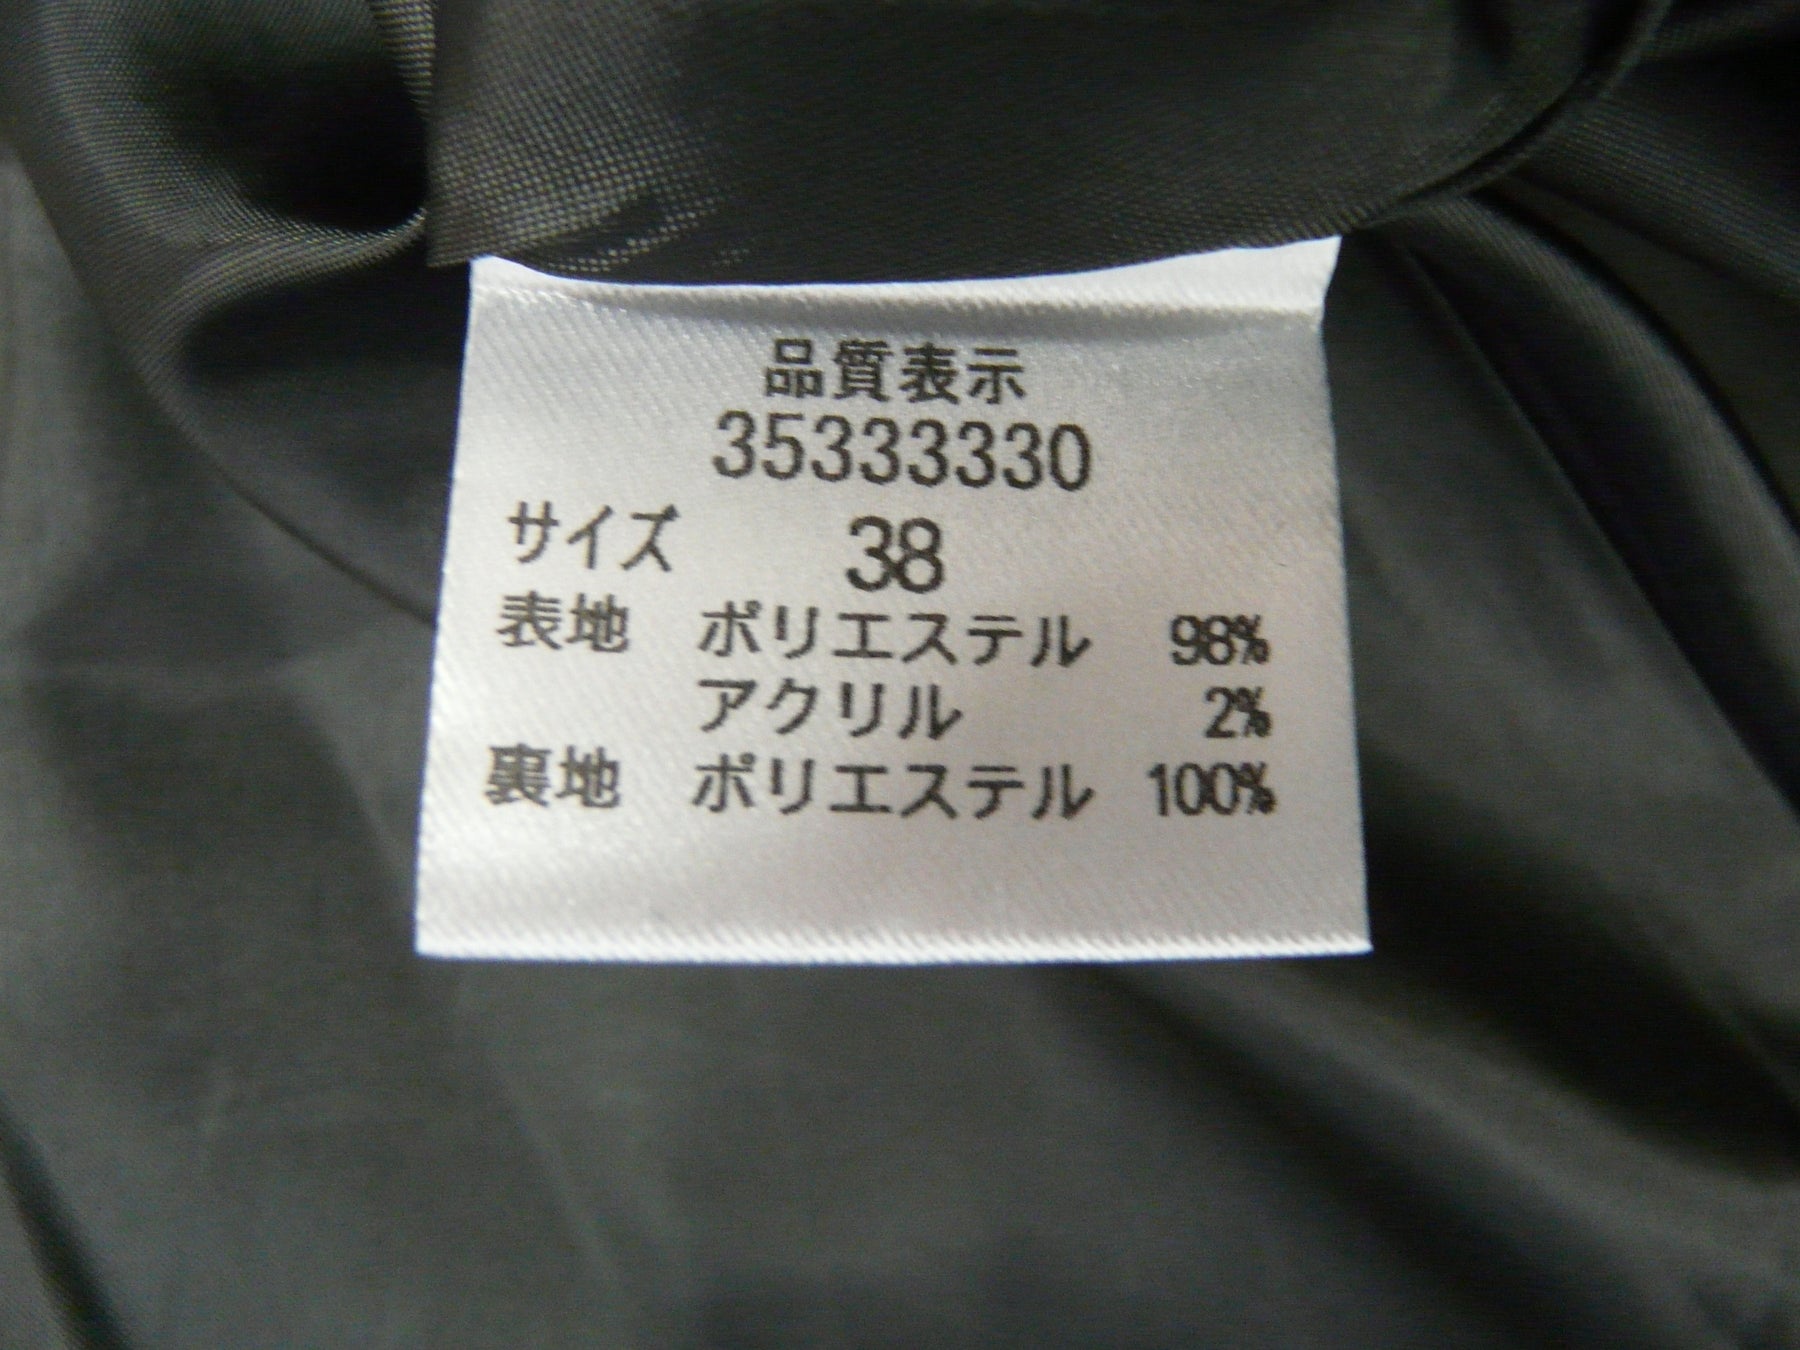 品質表示
35333330
サイズ 38
表地 ポリエステル 98%
アクリル 2%
裏地 ポリエステル 100%